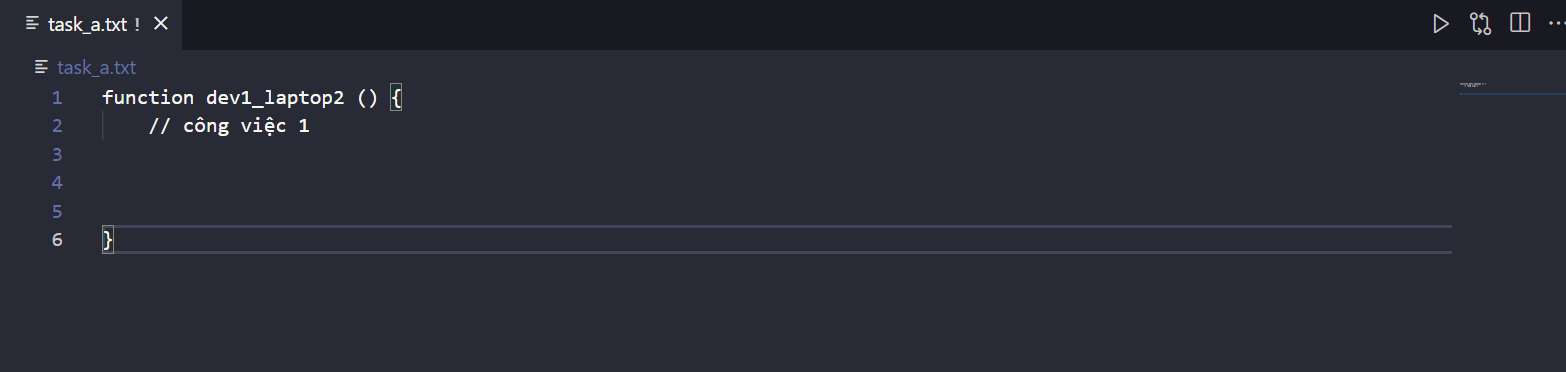 task_a.txt !
task_a.txt
1 function dev1_laptop2 () {
2 // công việc 1
3
4
5
6 }